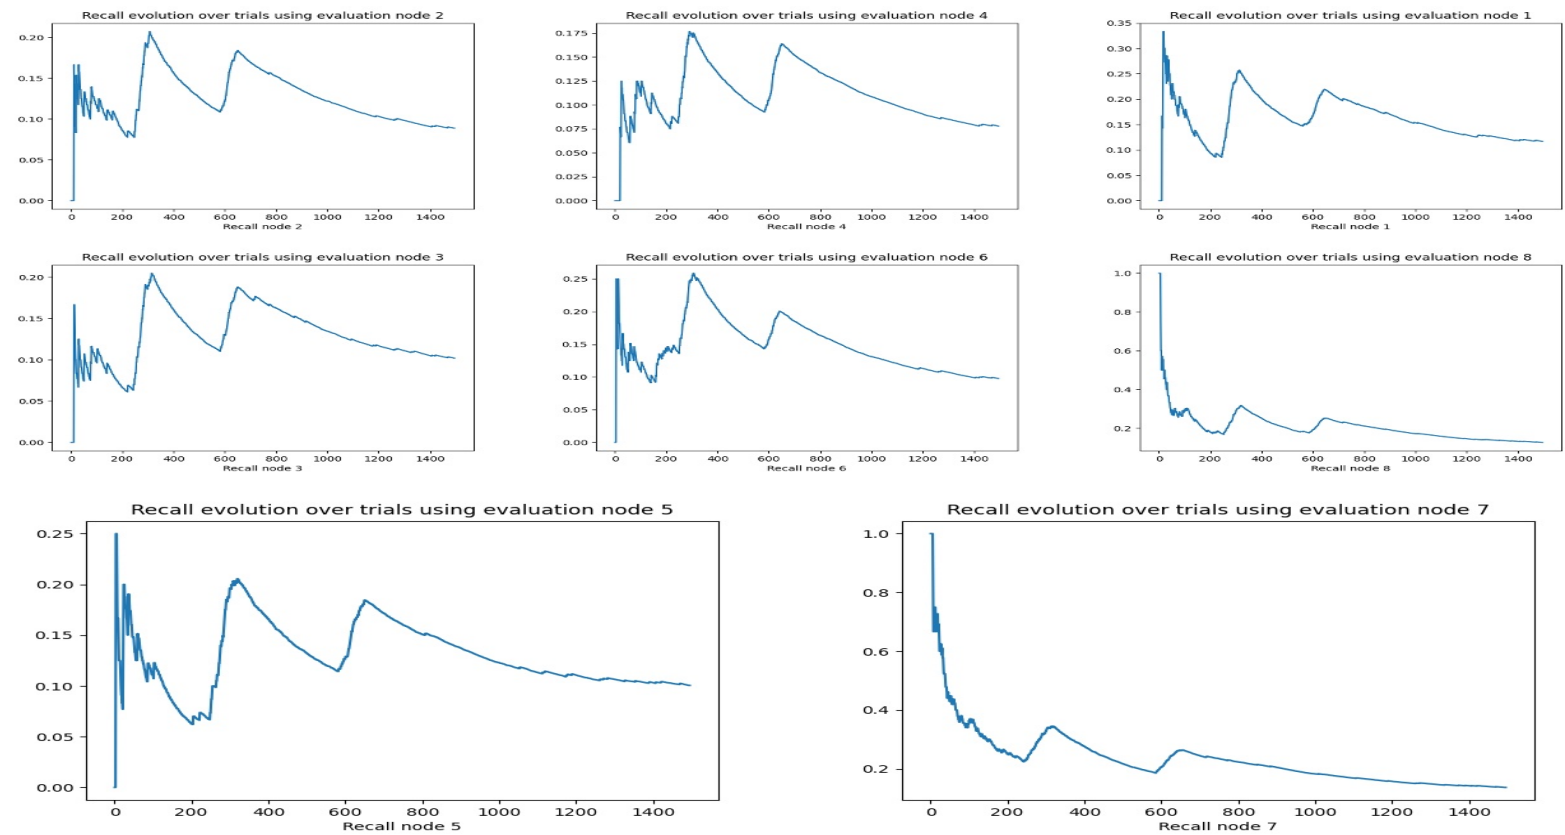 Recall evolution over trials using evaluation node 2
0.20
0.15
0.10
0.05
0.00
0 200 400 600 800 1000 1200 1400
Recall node 2
Recall evolution over trials using evaluation node 4
0.175
0.150
0.125
0.100
0.075
0.050
0.025
0.000
0 200 400 600 800 1000 1200 1400
Recall node 4
Recall evolution over trials using evaluation node 1
0.35
0.30
0.25
0.20
0.15
0.10
0.05
0.00
0 200 400 600 800 1000 1200 1400
Recall node 1
Recall evolution over trials using evaluation node 3
0.20
0.15
0.10
0.05
0.00
0 200 400 600 800 1000 1200 1400
Recall node 3
Recall evolution over trials using evaluation node 6
0.25
0.20
0.15
0.10
0.05
0.00
0 200 400 600 800 1000 1200 1400
Recall node 6
Recall evolution over trials using evaluation node 8
1.0
0.8
0.6
0.4
0.2
0 200 400 600 800 1000 1200 1400
Recall node 8
Recall evolution over trials using evaluation node 5
0.25
0.20
0.15
0.10
0.05
0.00
0 200 400 600 800 1000 1200 1400
Recall node 5
Recall evolution over trials using evaluation node 7
1.0
0.8
0.6
0.4
0.2
0 200 400 600 800 1000 1200 1400
Recall node 7